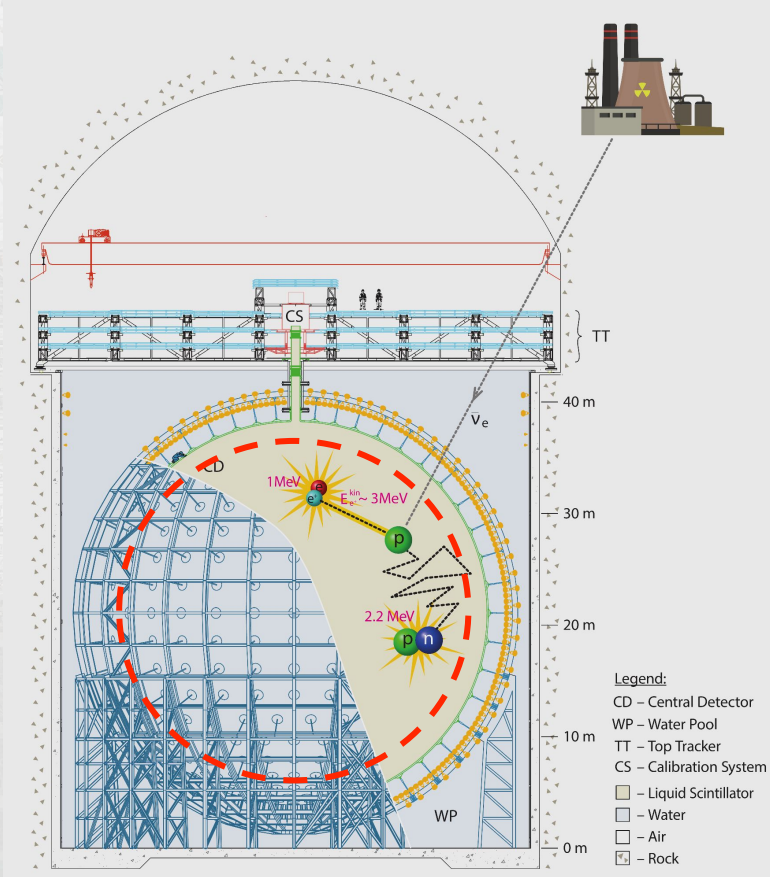 CS
TT
ν̄e
40 m
CD
1MeV
e⁻
e⁺
E kin e⁺ ~ 3MeV
30 m
p
2.2 MeV
p
n
20 m
10 m
WP
0 m
Legend:
CD – Central Detector
WP – Water Pool
TT – Top Tracker
CS – Calibration System
– Liquid Scintillator
– Water
– Air
– Rock